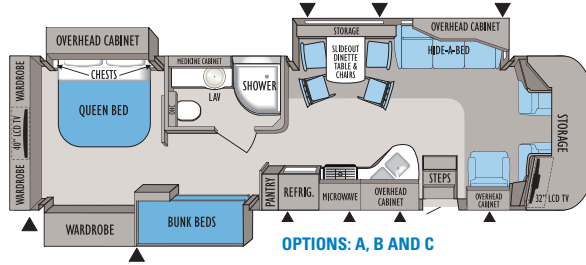 OVERHEAD CABINET
CHESTS
QUEEN BED
WARDROBE
40" LCD TV
WARDROBE
MEDICINE CABINET
LAV
OHC
SHOWER
STORAGE
SLIDEOUT
DINETTE
TABLE &
CHAIRS
OVERHEAD CABINET
HIDE-A-BED
STORAGE
32" LCD TV
WARDROBE
BUNK BEDS
PANTRY
REFRIG.
MICROWAVE
OVERHEAD
CABINET
STEPS
OVERHEAD
CABINET
OPTIONS: A, B AND C